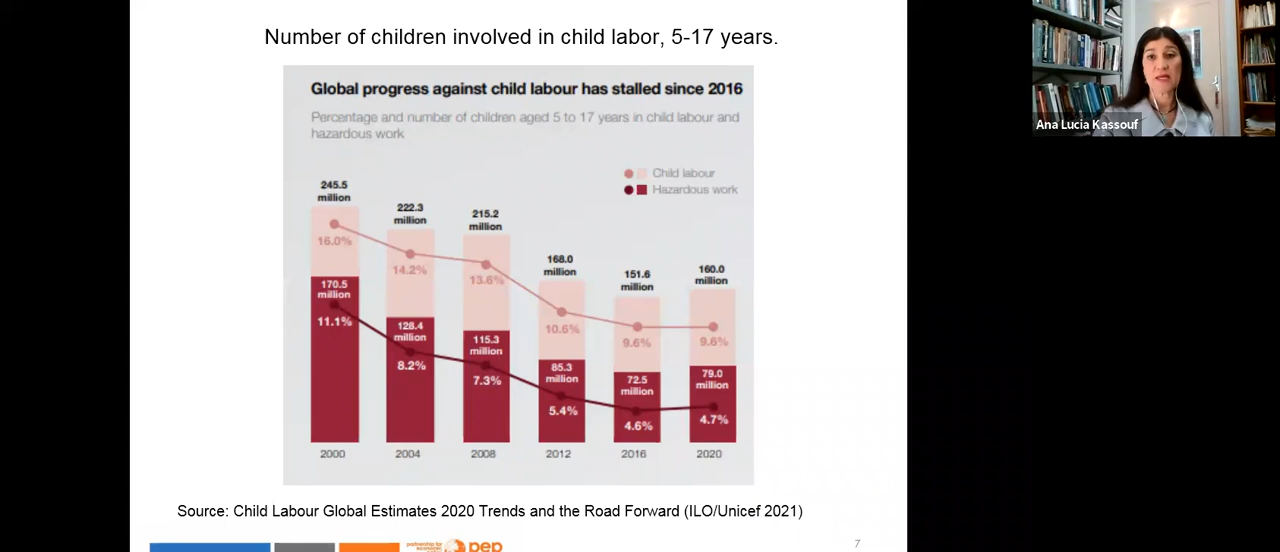 Number of children involved in child labor, 5-17 years.
Ana Lucia Kassouf
Global progress against child labour has stalled since 2016
Percentage and number of children aged 5 to 17 years in child labour and
hazardous work
Child labour
Hazardous work
245.5
million
222.3
million
215.2
million
168.0
million
151.6
million
160.0
million
16.0%
14.2%
13.6%
10.6%
9.6%
9.6%
170.5
million
128.4
million
115.3
million
85.3
million
72.5
million
79.0
million
11.1%
8.2%
7.3%
5.4%
4.6%
4.7%
2000
2004
2008
2012
2016
2020
Source: Child Labour Global Estimates 2020 Trends and the Road Forward (ILO/Unicef 2021)
partnership for
economic
pep
7